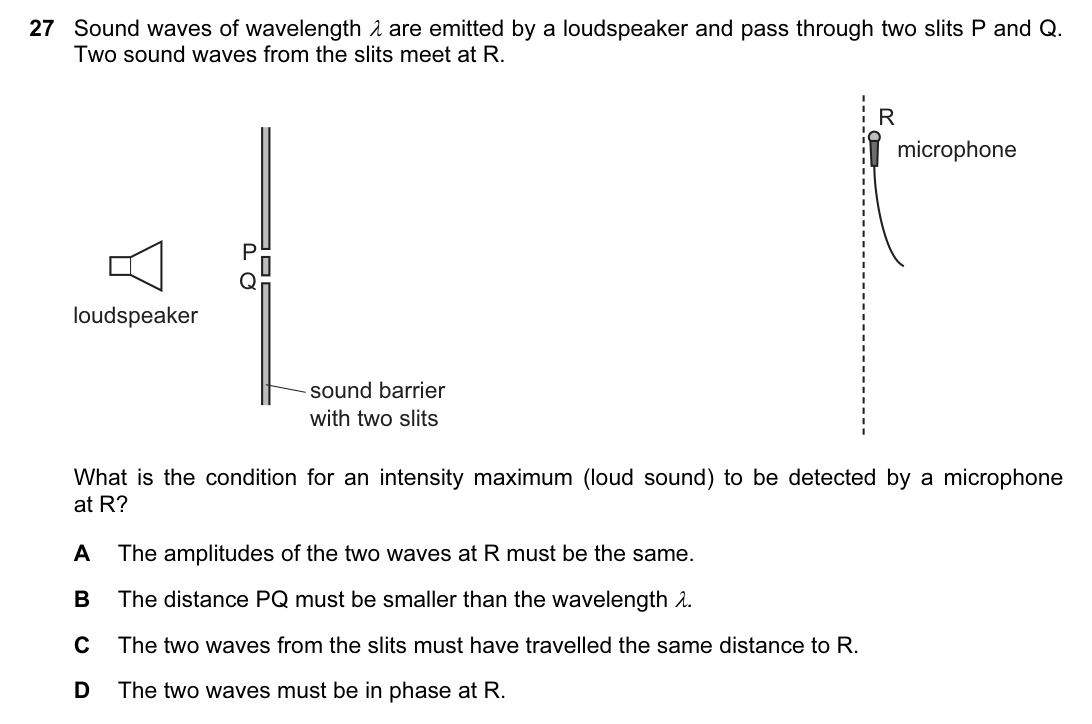 27 Sound waves of wavelength λ are emitted by a loudspeaker and pass through two slits P and Q.
Two sound waves from the slits meet at R.
R
microphone
P
Q
loudspeaker
sound barrier
with two slits
What is the condition for an intensity maximum (loud sound) to be detected by a microphone
at R?
A The amplitudes of the two waves at R must be the same.
B The distance PQ must be smaller than the wavelength λ.
C The two waves from the slits must have travelled the same distance to R.
D The two waves must be in phase at R.